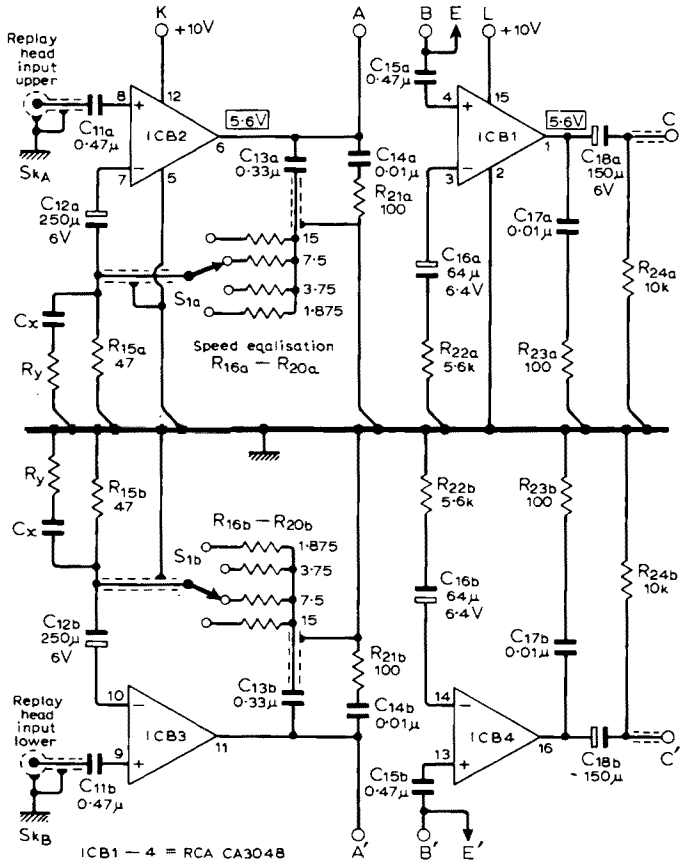 K
+10V
A
B
E
L
+10V
Replay
head
input
upper
C11a
0.47µ
SkA
8
+
12
ICB2
5.6V
6
−
7
5
C13a
0.33µ
C14a
0.01µ
R21a
100
C15a
0.47µ
4
+
15
ICB1
5.6V
1
−
3
2
C18a
150µ
6V
C
C12a
250µ
6V
15
7.5
3.75
1.875
S1a
Cx
Ry
R15a
47
Speed eqalisation
R16a − R20a
C16a
64µ
6.4V
R22a
5.6k
C17a
0.01µ
R23a
100
R24a
10k
Ry
Cx
R15b
47
R16b − R20b
S1b
1.875
3.75
7.5
15
R22b
5.6k
R23b
100
C16b
64µ
6.4V
R24b
10k
C12b
250µ
6V
R21b
100
C13b
0.33µ
C14b
0.01µ
C17b
0.01µ
Replay
head
input
lower
C11b
0.47µ
SkB
10
−
ICB3
11
9
+
14
−
ICB4
16
13
+
C15b
0.47µ
C18b
150µ
C'
ICB1 − 4 = RCA CA3048
A'
B'
E'